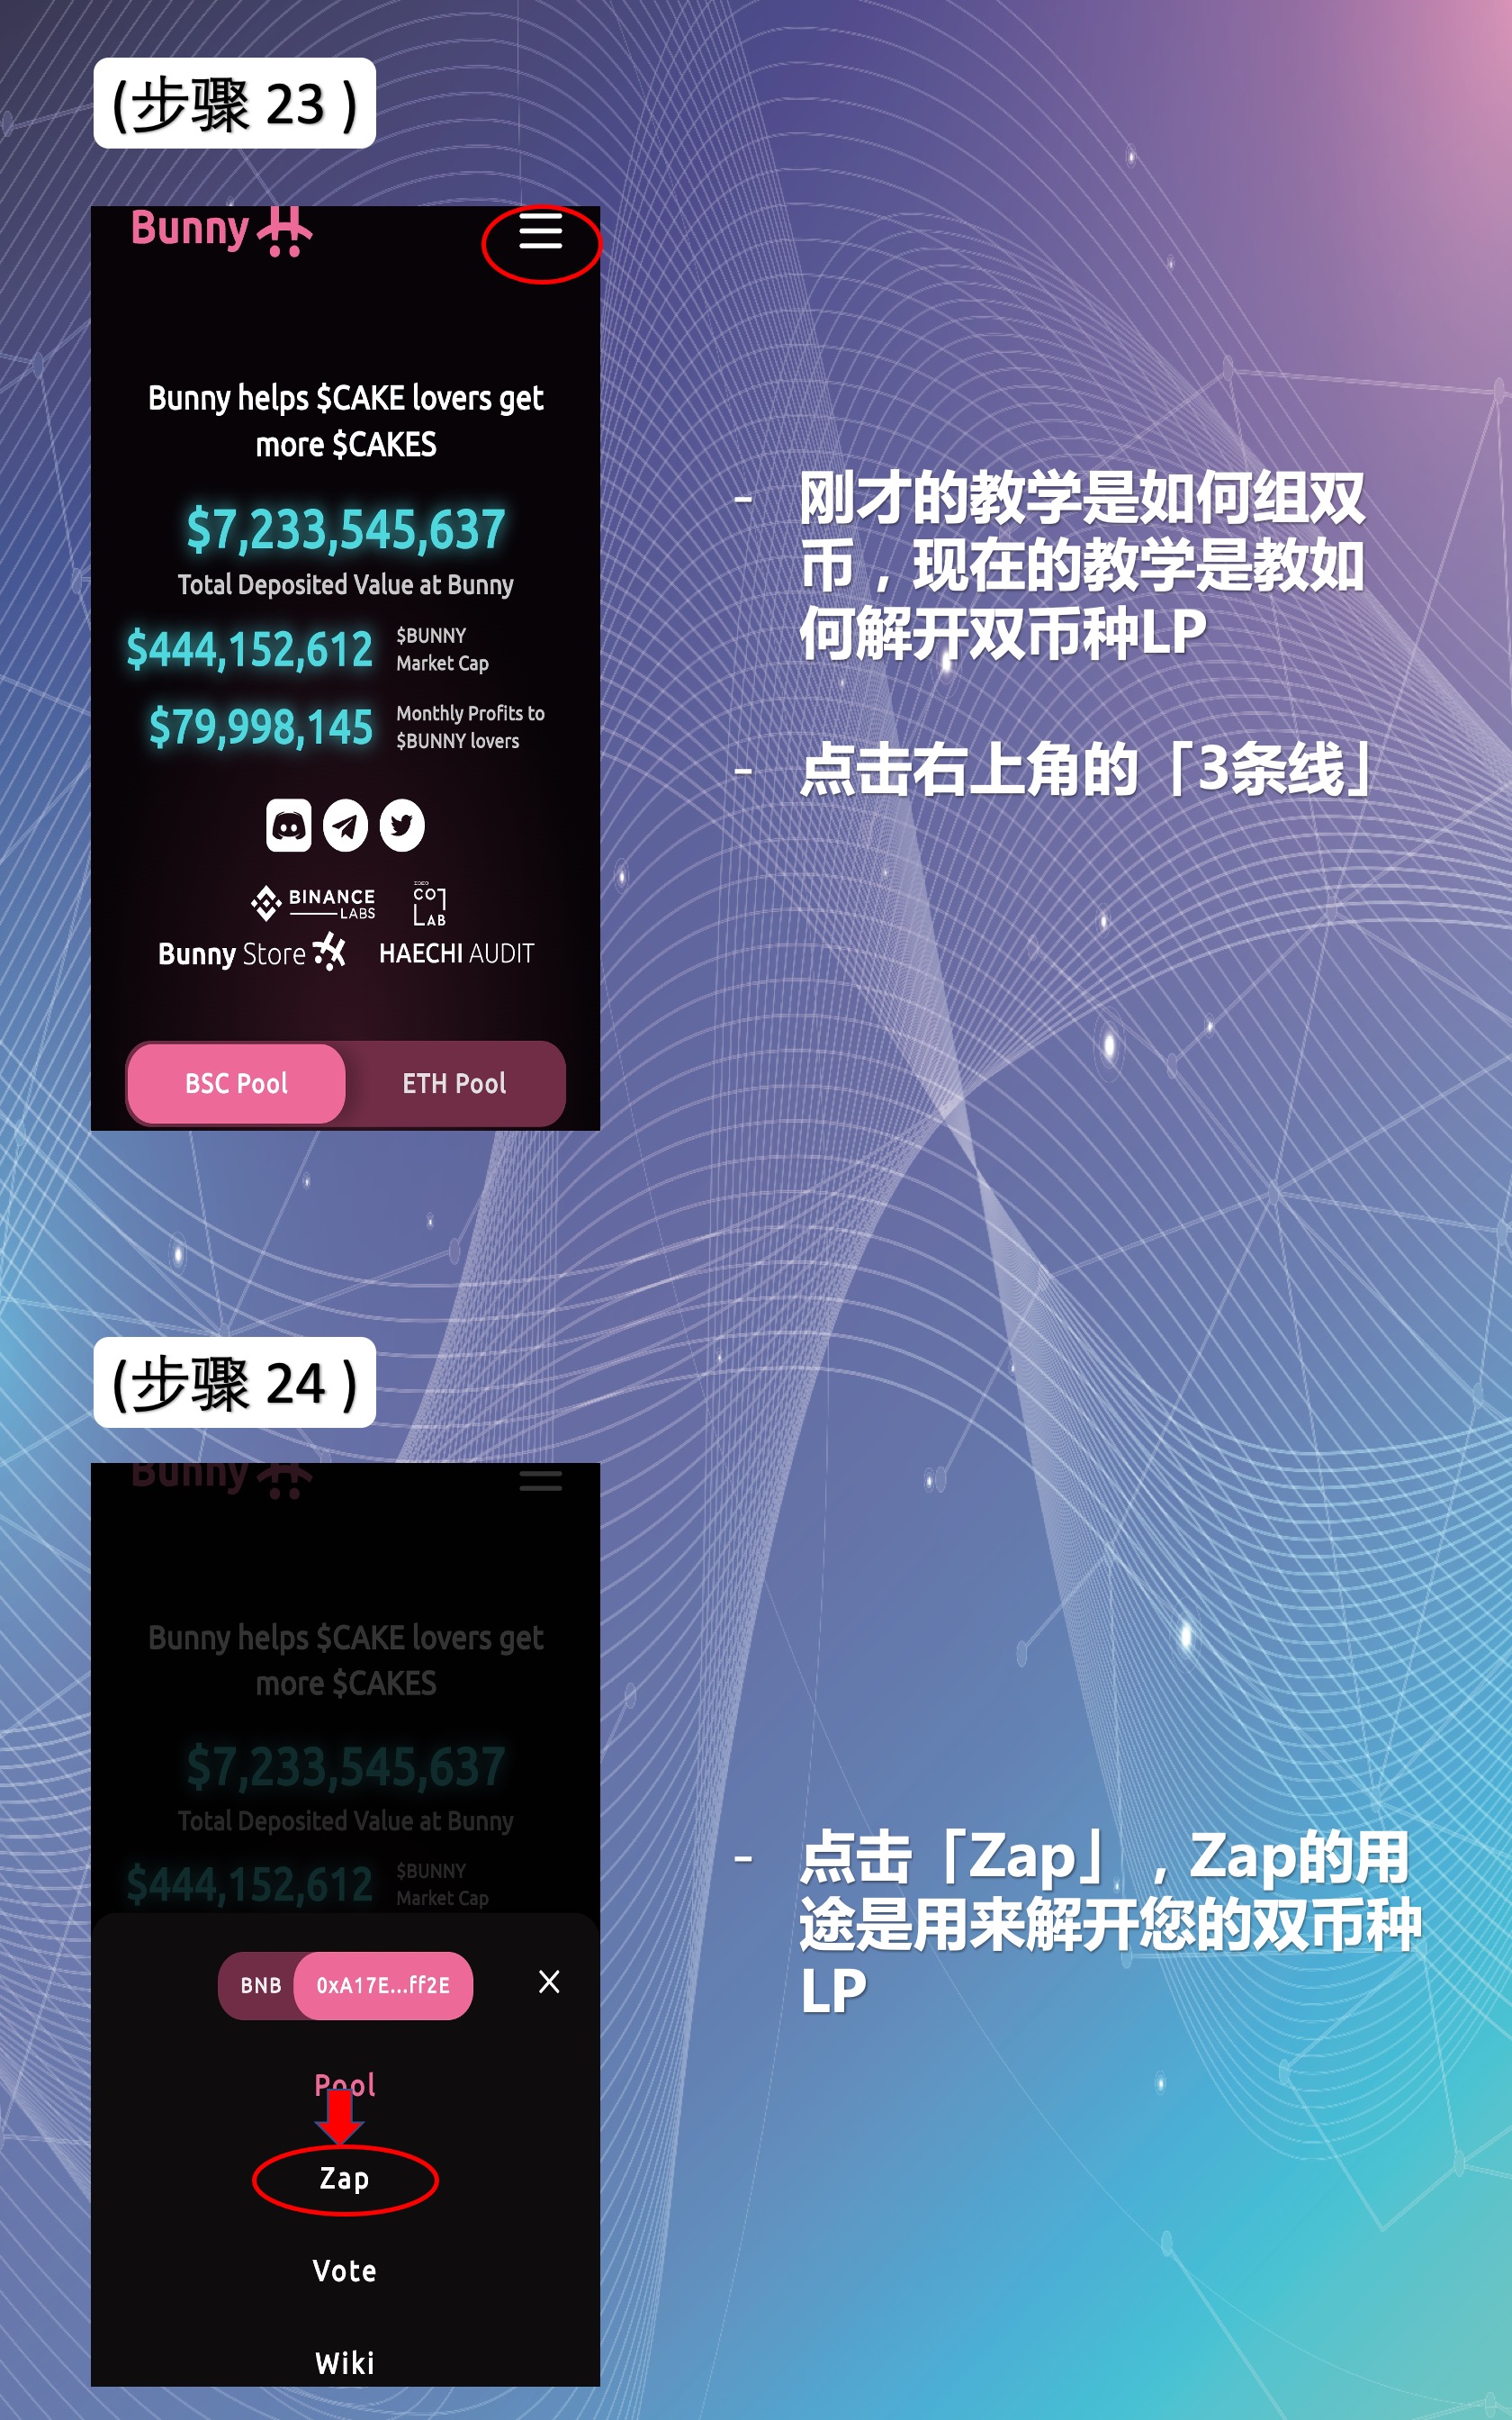 (步骤 23 )
Bunny
Bunny helps $CAKE lovers get
more $CAKES
$7,233,545,637
Total Deposited Value at Bunny
$444,152,612
$BUNNY
Market Cap
$79,998,145
Monthly Profits to
$BUNNY lovers
BINANCE
LABS
CO
LAB
Bunny Store
HAECHI AUDIT
BSC Pool
ETH Pool
- 刚才的教学是如何组双
币，现在的教学是教如
何解开双币种LP
- 点击右上角的「3条线」
(步骤 24 )
Bunny
Bunny helps $CAKE lovers get
more $CAKES
$7,233,545,637
Total Deposited Value at Bunny
$444,152,612
$BUNNY
Market Cap
BNB
0xA17E...ff2E
Pool
Zap
Vote
Wiki
- 点击「Zap」，Zap的用
途是用来解开您的双币种
LP